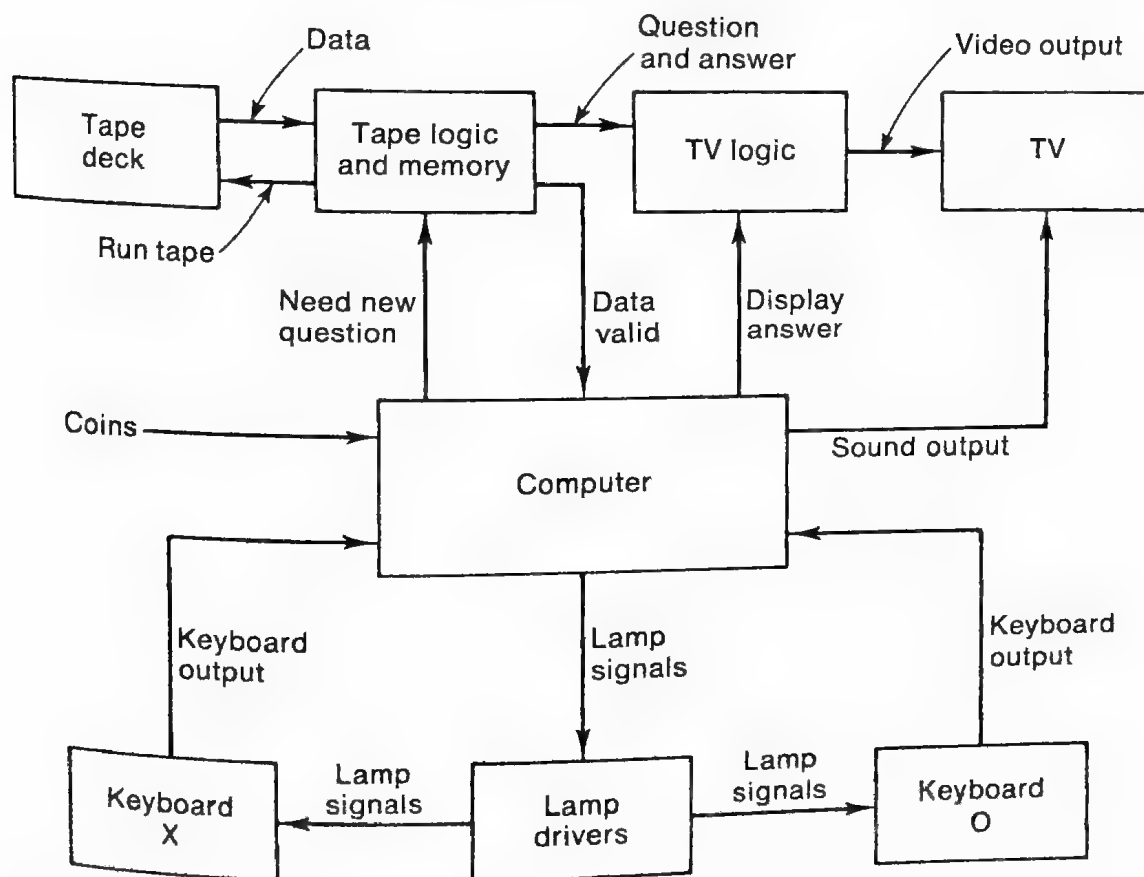 Data
Question
and answer
Video output
Tape
deck
Tape logic
and memory
TV logic
TV
Run tape
Need new
question
Data
valid
Display
answer
Coins
Sound output
Computer
Keyboard
output
Lamp
signals
Keyboard
output
Lamp
signals
Lamp
signals
Keyboard
X
Lamp
drivers
Keyboard
O